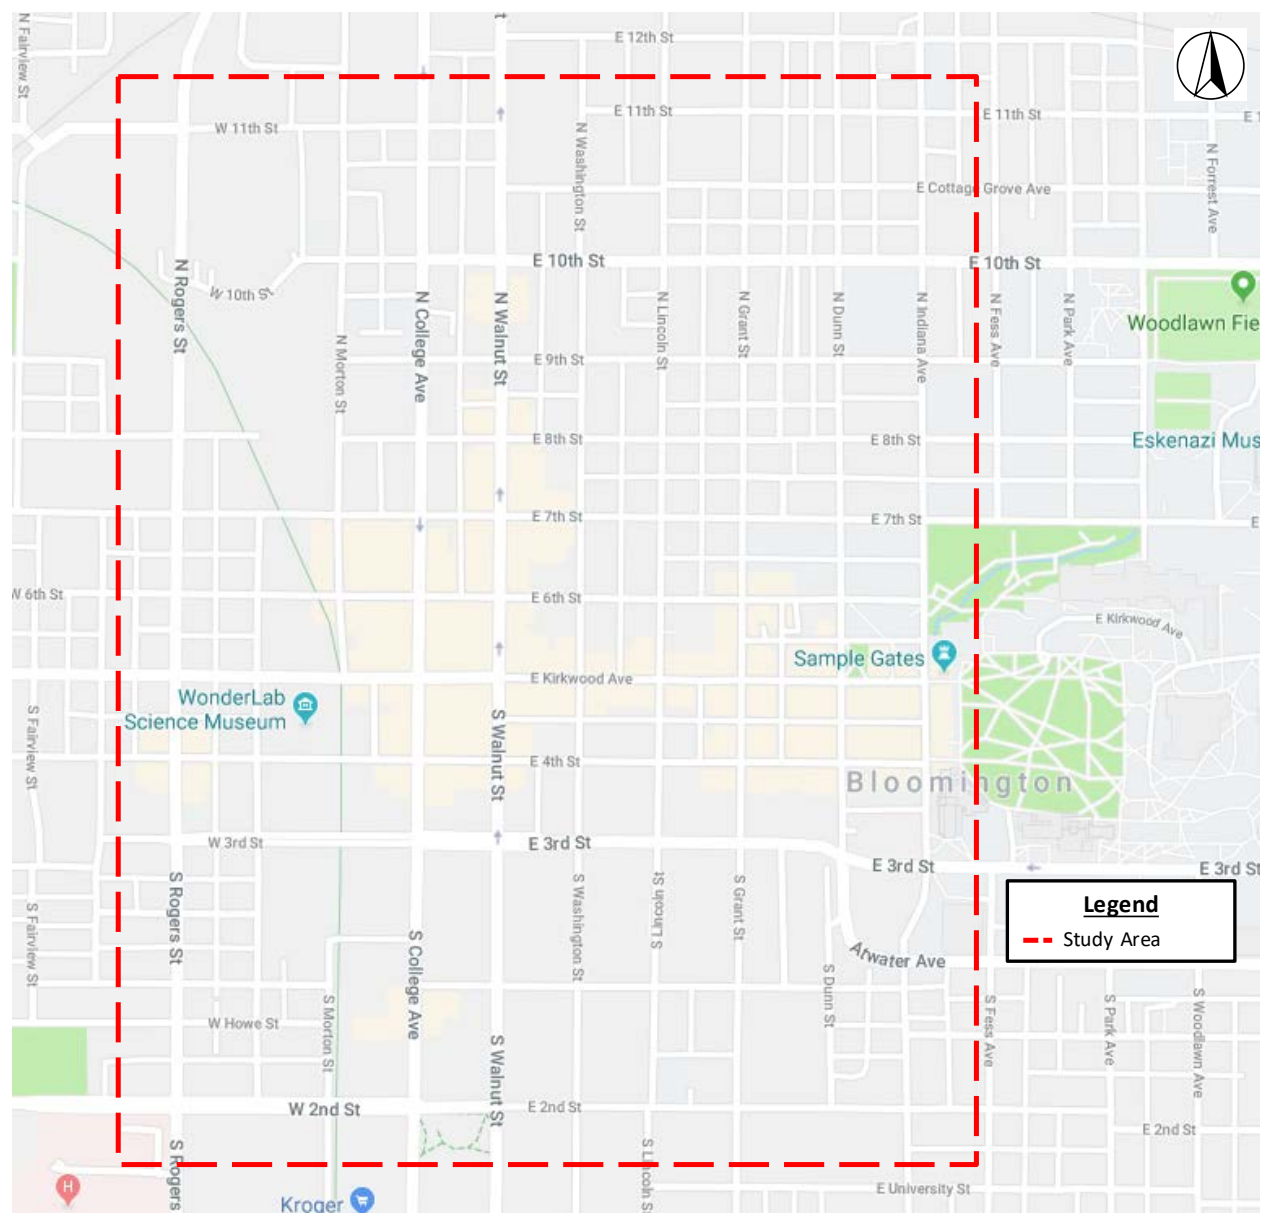 N Fairview St
E 12th St
E 11th St
E 11th St
E 1
W 11th St
N Washington St
N Forrest Ave
E Cottage Grove Ave
E 10th St
E 10th St
N Rogers St
W 10th St
N College Ave
N Walnut St
N Lincoln St
N Grant St
N Dunn St
N Indiana Ave
N Fess Ave
N Park Ave
Woodlawn Fie
N Morton St
E 9th St
E 8th St
E 8th St
Eskenazi Mus
E 7th St
E 7th St
E
W 6th St
E 6th St
E Kirkwood Ave
Sample Gates
E Kirkwood Ave
WonderLab
Science Museum
S Fairview St
S Walnut St
E 4th St
Bloomington
W 3rd St
E 3rd St
E 3rd St
E 3rd St
S Rogers St
S Fairview St
S Washington St
S Lincoln St
S Grant St
Legend
Study Area
S College Ave
Atwater Ave
S Dunn St
S Morton St
W Howe St
S Walnut St
S Fess Ave
S Park Ave
S Woodlawn Ave
W 2nd St
E 2nd St
E 2nd St
S Rogers
S Lincoln St
H
Kroger
E University St